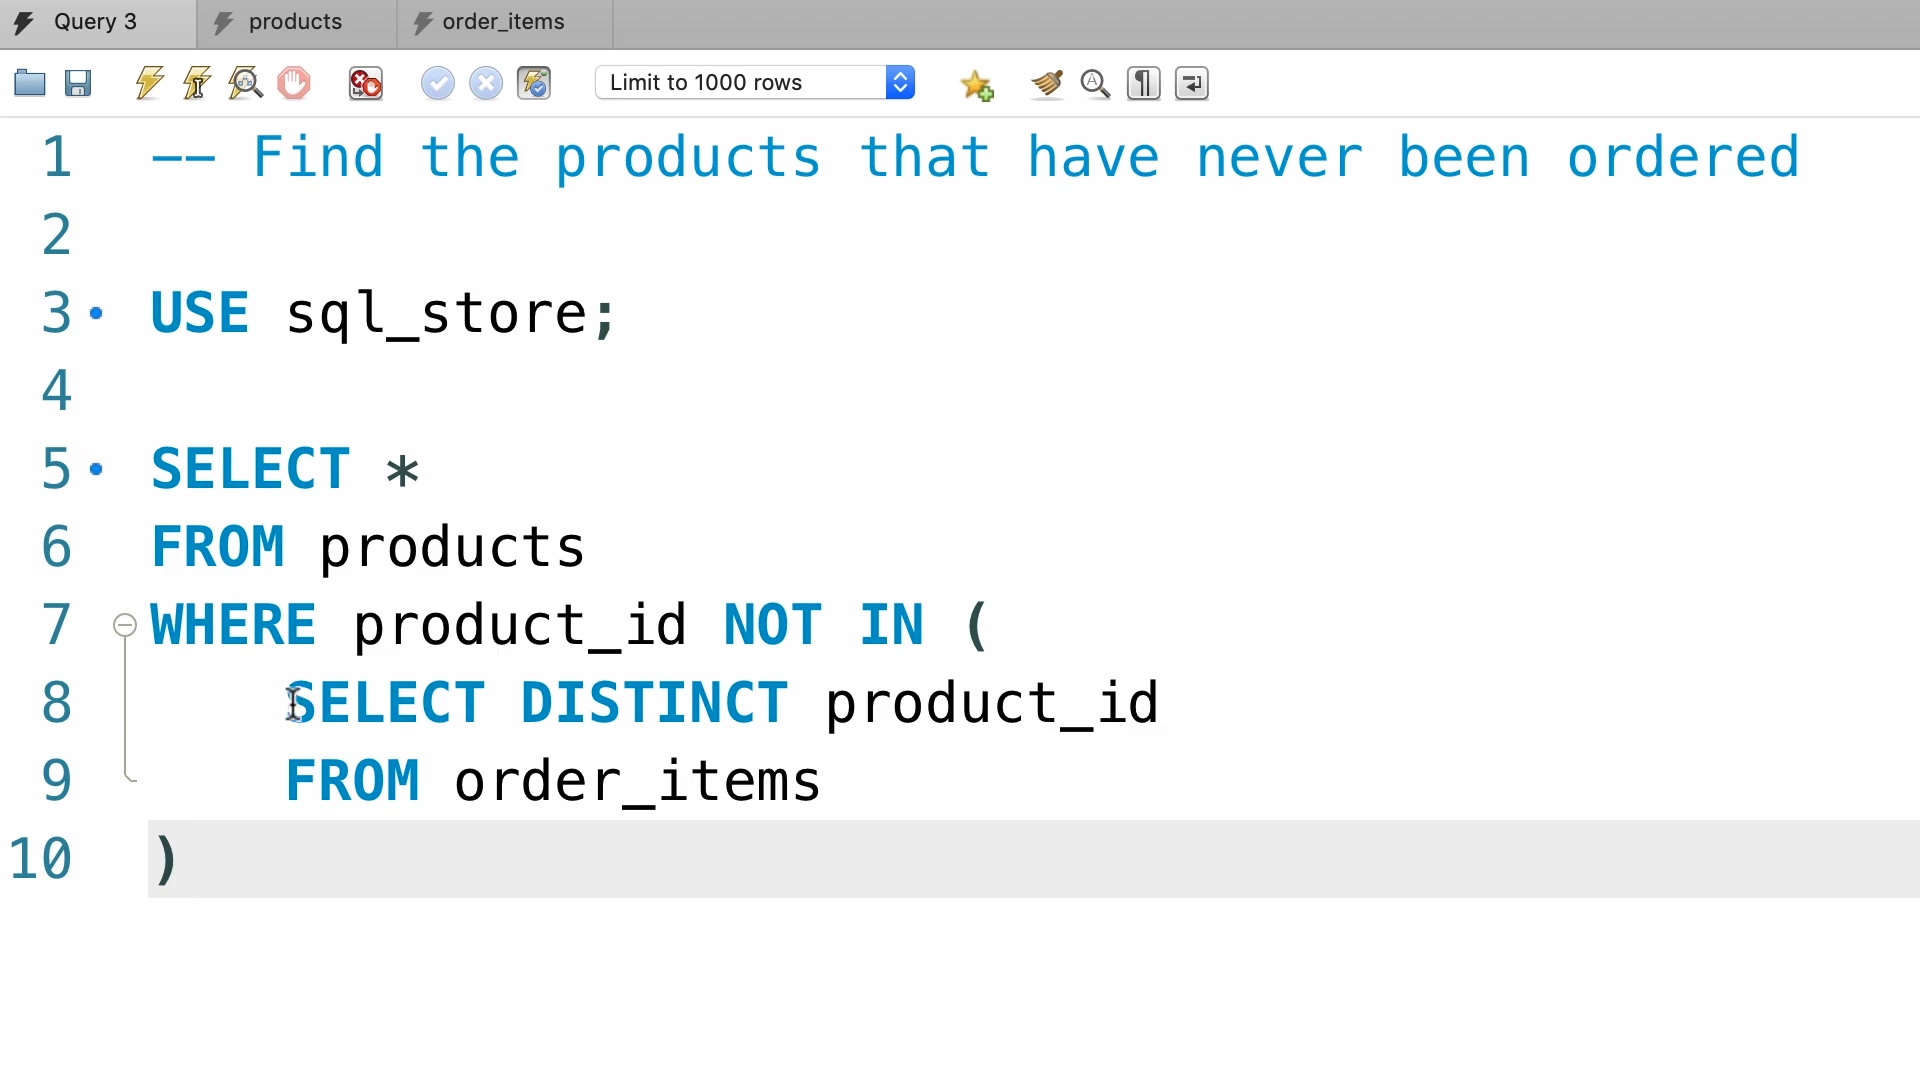 Query 3 products order_items
Limit to 1000 rows
1 -- Find the products that have never been ordered
2
3 USE sql_store;
4
5 SELECT *
6 FROM products
7 WHERE product_id NOT IN (
8 SELECT DISTINCT product_id
9 FROM order_items
10 )